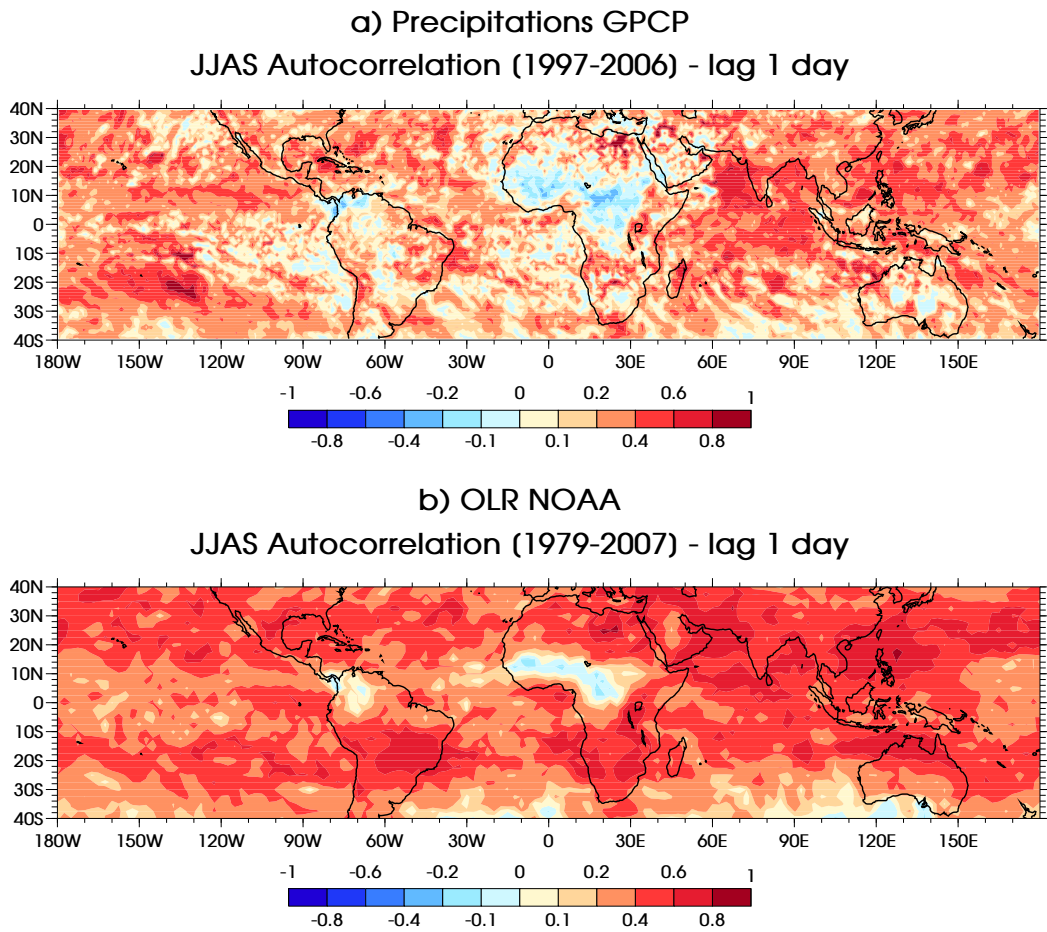 a) Precipitations GPCP
JJAS Autocorrelation (1997-2006) - lag 1 day
40N
30N
20N
10N
0
10S
20S
30S
40S
180W 150W 120W 90W 60W 30W 0 30E 60E 90E 120E 150E
-1 -0.6 -0.2 0 0.2 0.6 1
-0.8 -0.4 -0.1 0.1 0.4 0.8
b) OLR NOAA
JJAS Autocorrelation (1979-2007) - lag 1 day
40N
30N
20N
10N
0
10S
20S
30S
40S
180W 150W 120W 90W 60W 30W 0 30E 60E 90E 120E 150E
-1 -0.6 -0.2 0 0.2 0.6 1
-0.8 -0.4 -0.1 0.1 0.4 0.8